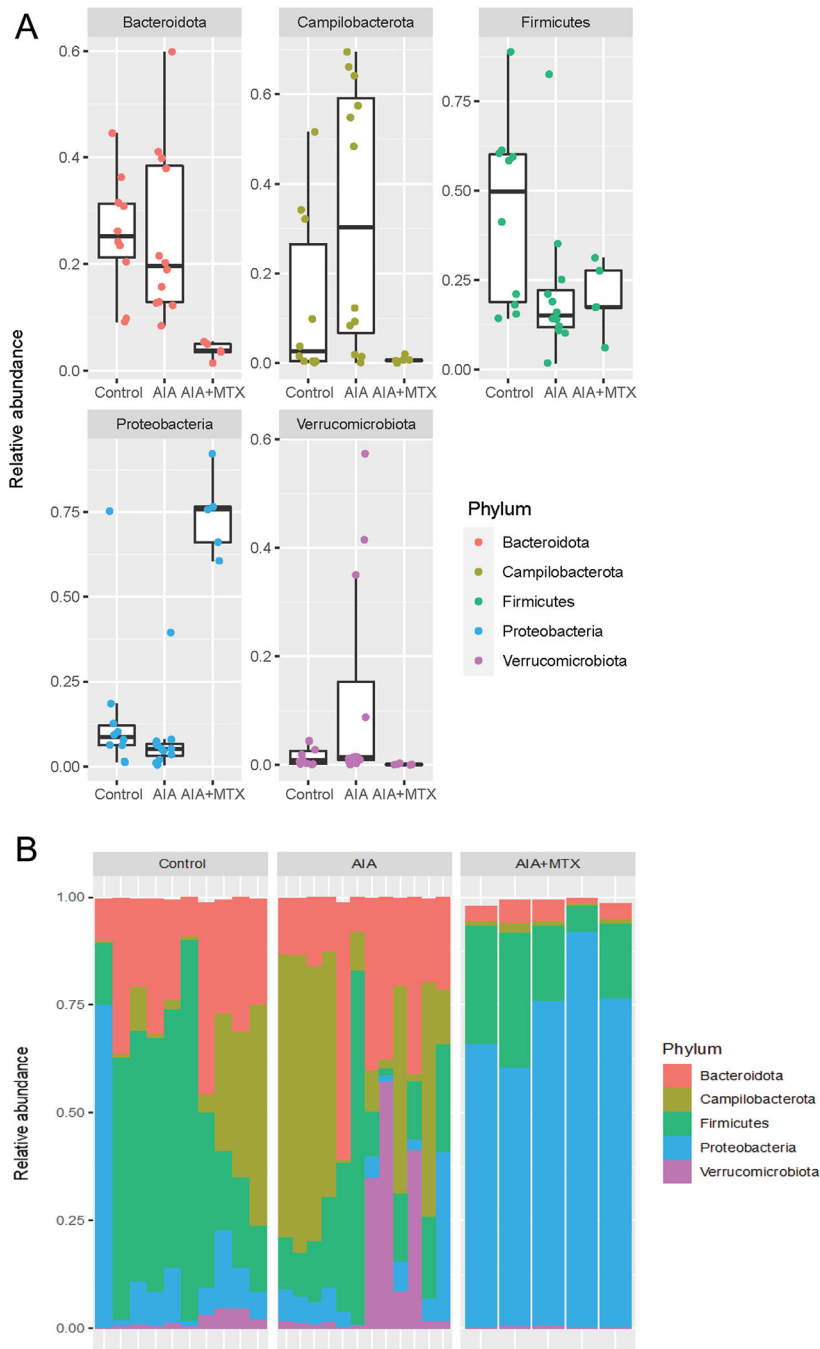 A
Bacteroidota
Campilobacterota
Firmicutes
0.6
0.4
0.2
0.0
0.6
0.4
0.2
0.0
0.75
0.50
0.25
0.00
Control AIA AIA+MTX
Control AIA AIA+MTX
Control AIA AIA+MTX
Relative abundance
Proteobacteria
Verrucomicrobiota
0.75
0.50
0.25
0.00
0.6
0.4
0.2
0.0
Control AIA AIA+MTX
Control AIA AIA+MTX
Phylum
Bacteroidota
Campilobacterota
Firmicutes
Proteobacteria
Verrucomicrobiota
B
Control
AIA
AIA+MTX
1.00
0.75
0.50
0.25
0.00
Relative abundance
Phylum
Bacteroidota
Campilobacterota
Firmicutes
Proteobacteria
Verrucomicrobiota